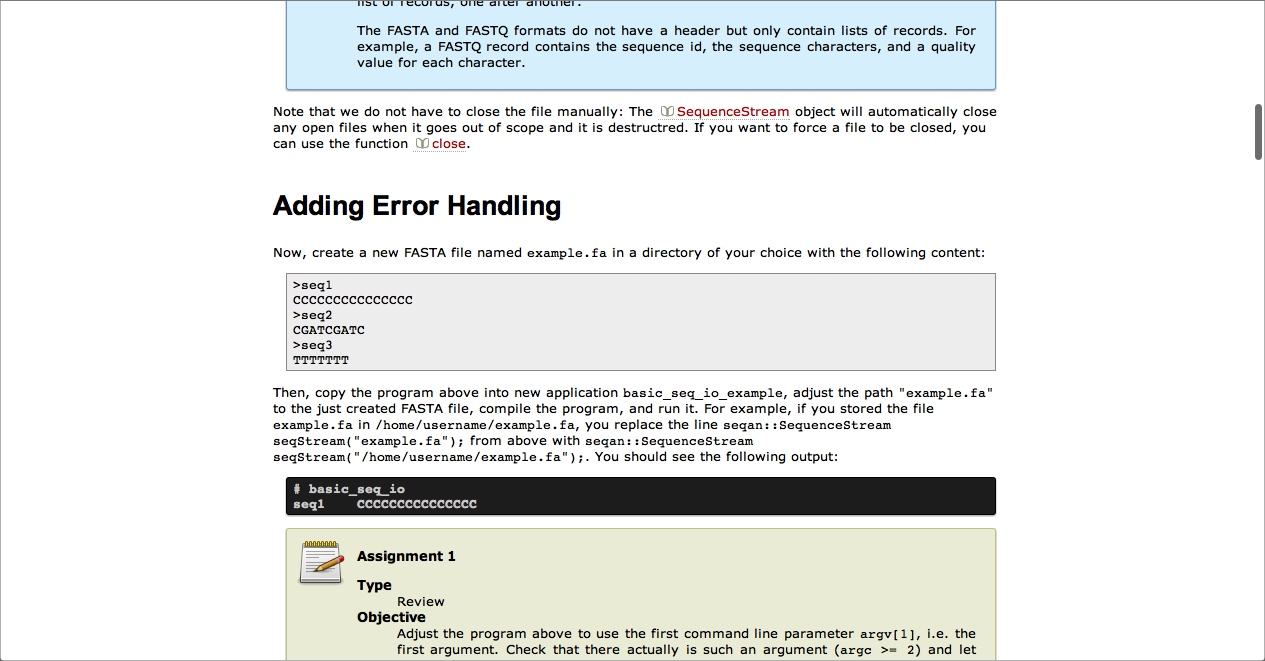 list of records, one after another.
The FASTA and FASTQ formats do not have a header but only contain lists of records. For
example, a FASTQ record contains the sequence id, the sequence characters, and a quality
value for each character.
Note that we do not have to close the file manually: The SequenceStream object will automatically close
any open files when it goes out of scope and it is destructred. If you want to force a file to be closed, you
can use the function close.
Adding Error Handling
Now, create a new FASTA file named example.fa in a directory of your choice with the following content:
>seq1
CCCCCCCCCCCCCCC
>seq2
CGATCGATC
>seq3
TTTTTTT
Then, copy the program above into new application basic_seq_io_example, adjust the path "example.fa"
to the just created FASTA file, compile the program, and run it. For example, if you stored the file
example.fa in /home/username/example.fa, you replace the line seqan::SequenceStream
seqStream("example.fa"); from above with seqan::SequenceStream
seqStream("/home/username/example.fa");. You should see the following output:
# basic_seq_io
seq1    CCCCCCCCCCCCCCC
Assignment 1
Type
Review
Objective
Adjust the program above to use the first command line parameter argv[1], i.e. the
first argument. Check that there actually is such an argument (argc >= 2) and let